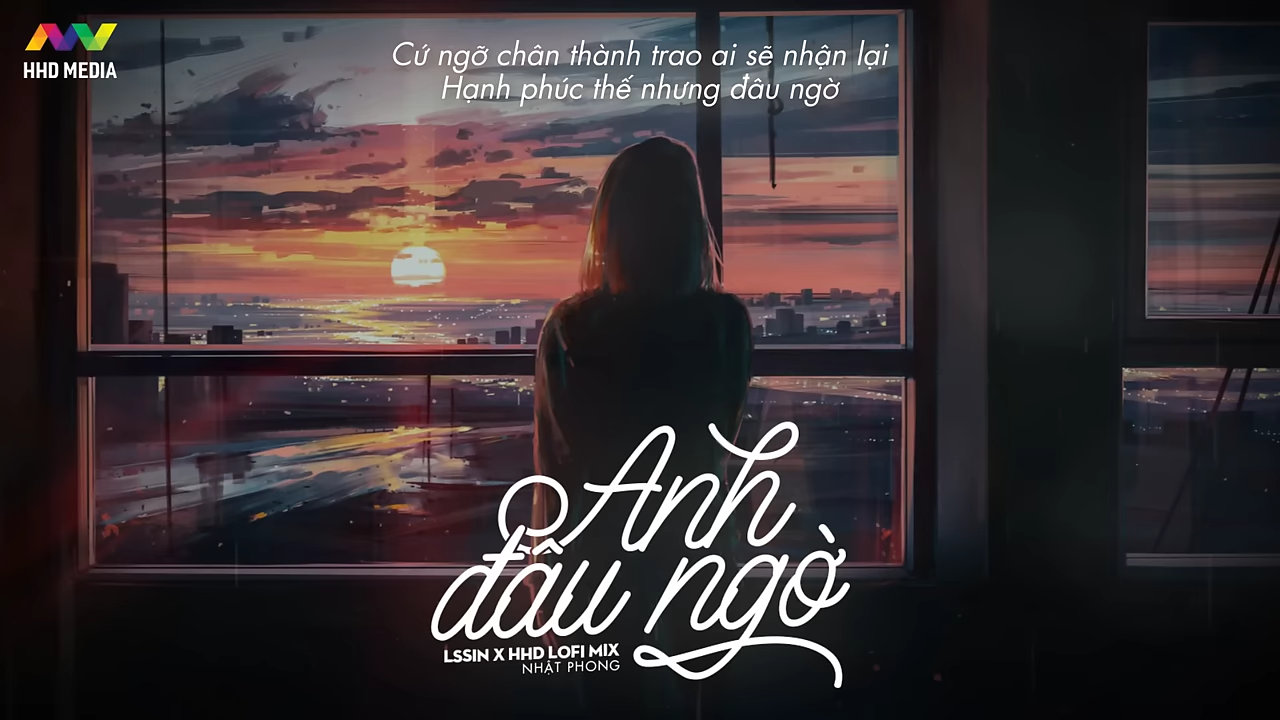 HHD MEDIA
Cứ ngỡ chân thành trao ai sẽ nhận lại
Hạnh phúc thế nhưng đâu ngờ
Anh
đâu ngờ
LSSIN X HHD LOFI MIX
NHẬT PHONG